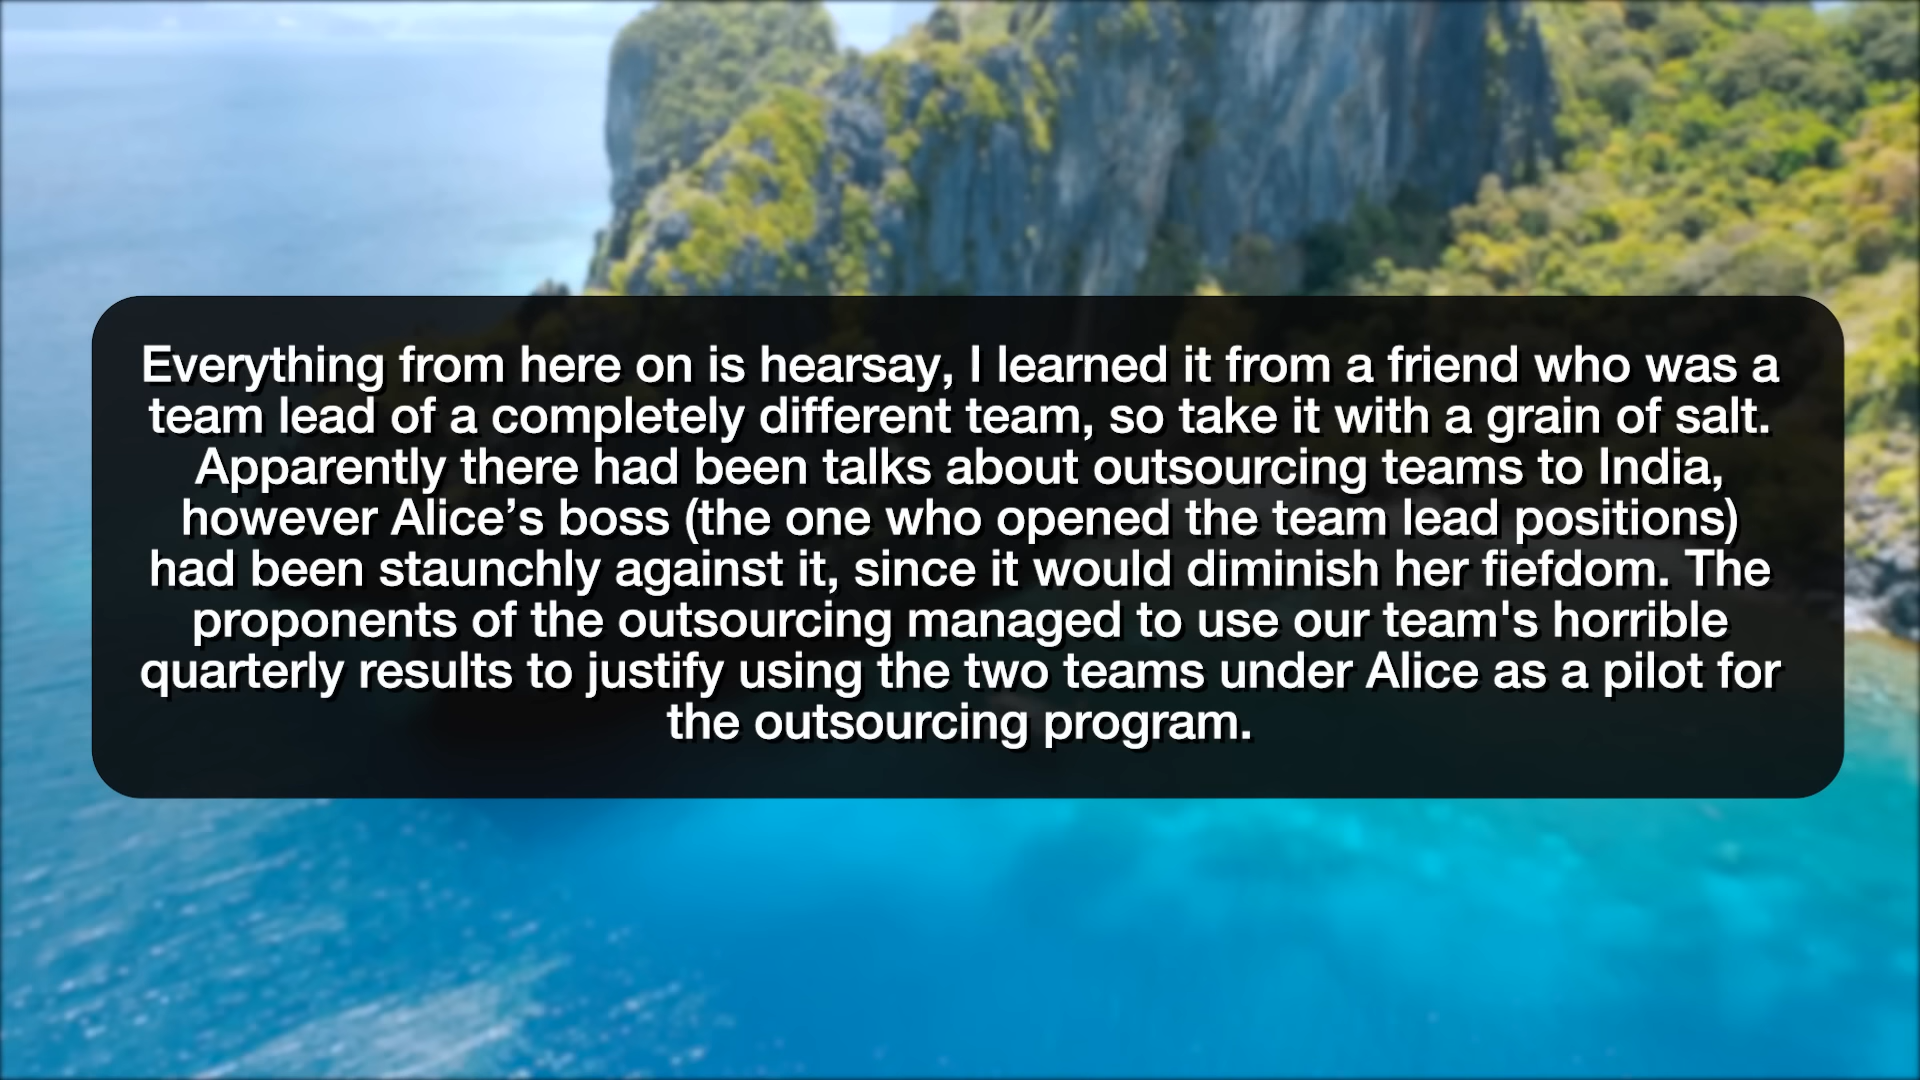 Everything from here on is hearsay, I learned it from a friend who was a
team lead of a completely different team, so take it with a grain of salt.
Apparently there had been talks about outsourcing teams to India,
however Alice’s boss (the one who opened the team lead positions)
had been staunchly against it, since it would diminish her fiefdom. The
proponents of the outsourcing managed to use our team's horrible
quarterly results to justify using the two teams under Alice as a pilot for
the outsourcing program.